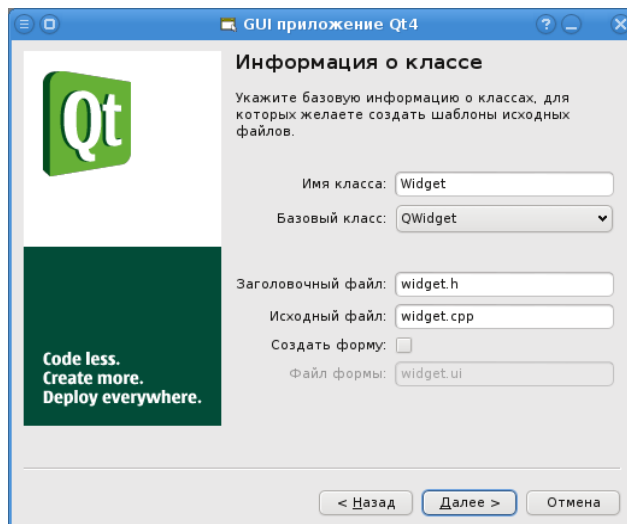 GUI приложение Qt4
Qt
Информация о классе
Укажите базовую информацию о классах, для
которых желаете создать шаблоны исходных
файлов.
Имя класса: Widget
Базовый класс: QWidget
Заголовочный файл: widget.h
Исходный файл: widget.cpp
Создать форму:
Файл формы: widget.ui
Code less.
Create more.
Deploy everywhere.
< Назад
Далее >
Отмена